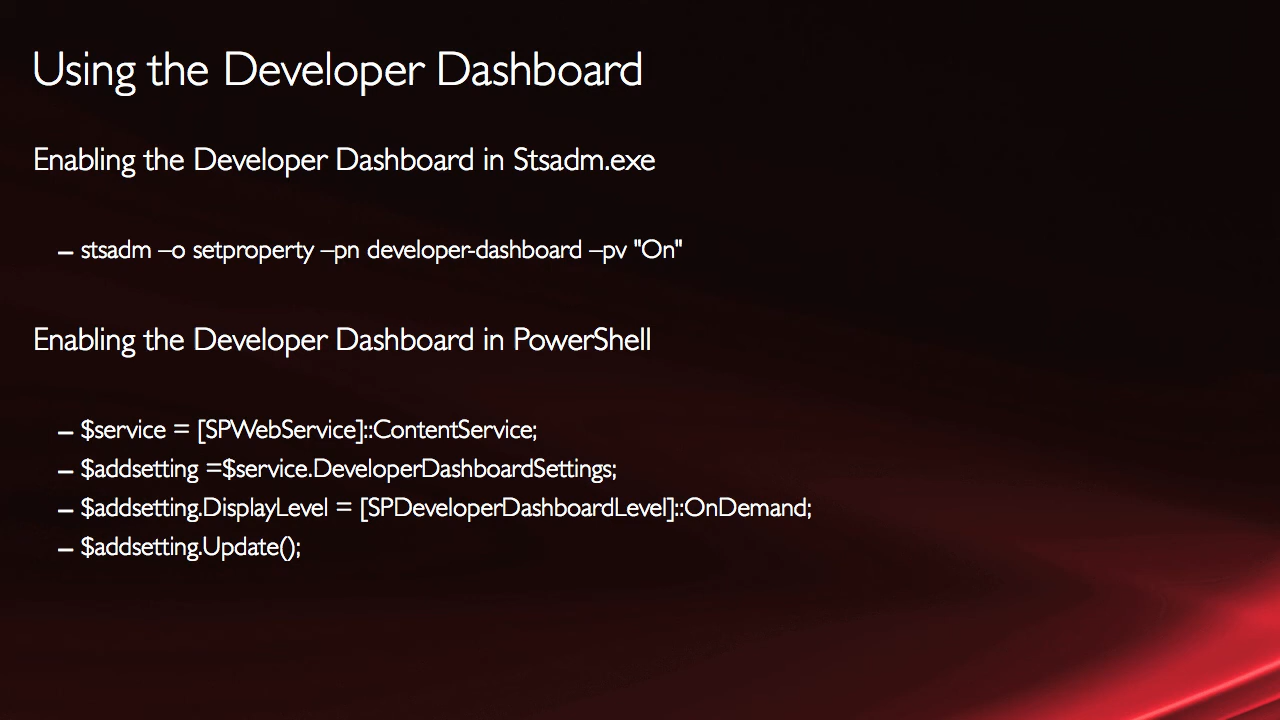 Using the Developer Dashboard
Enabling the Developer Dashboard in Stsadm.exe
– stsadm –o setproperty –pn developer-dashboard –pv "On"
Enabling the Developer Dashboard in PowerShell
– $service = [SPWebService]::ContentService;
– $addsetting =$service.DeveloperDashboardSettings;
– $addsetting.DisplayLevel = [SPDeveloperDashboardLevel]::OnDemand;
– $addsetting.Update();